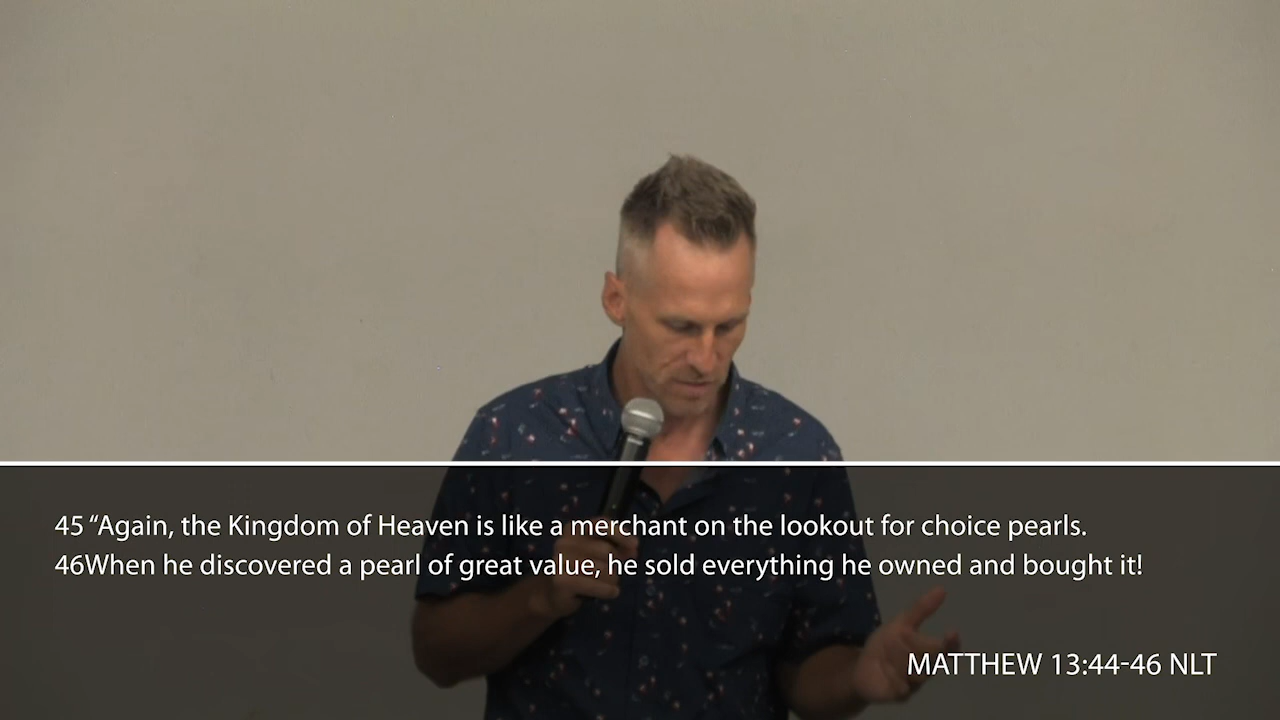 45 “Again, the Kingdom of Heaven is like a merchant on the lookout for choice pearls.
46When he discovered a pearl of great value, he sold everything he owned and bought it!
MATTHEW 13:44-46 NLT